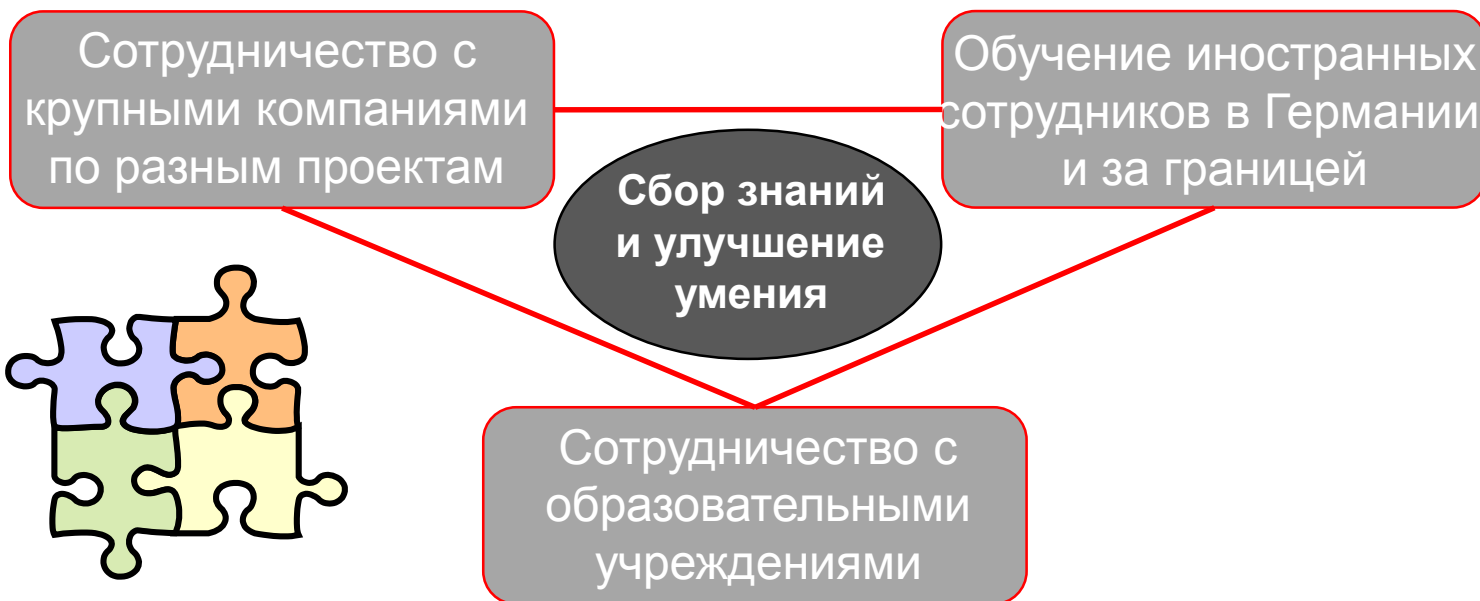 Сотрудничество с
крупными компаниями
по разным проектам
Обучение иностранных
сотрудников в Германии
и за границей
Сбор знаний
и улучшение
умения
Сотрудничество с
образовательными
учреждениями